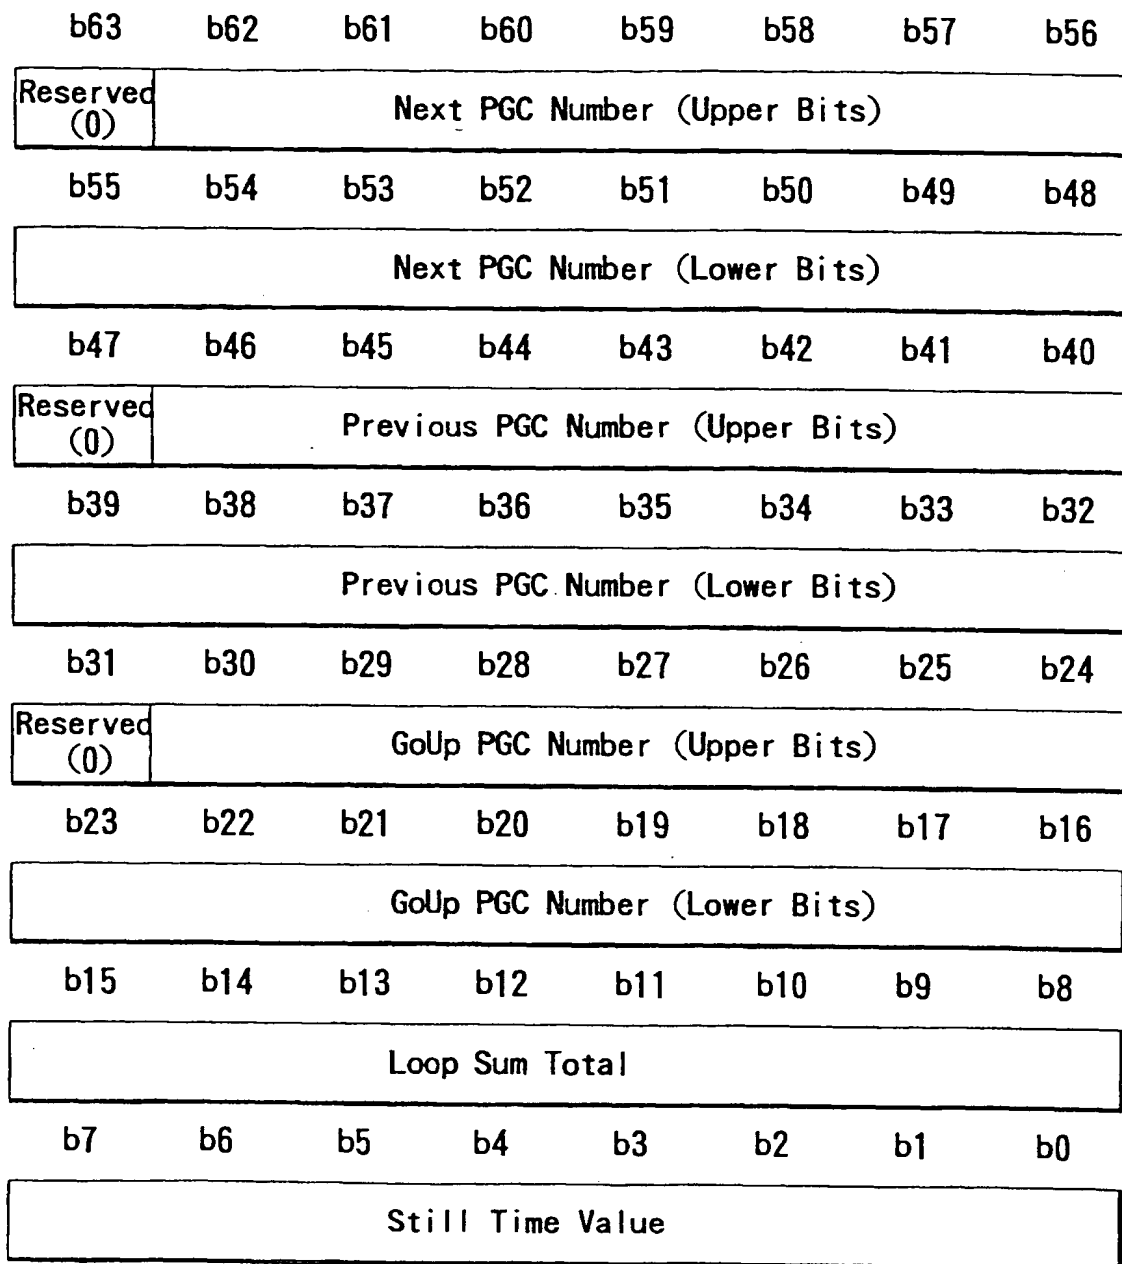 b63 b62 b61 b60 b59 b58 b57 b56
Reserved
(0)
Next PGC Number (Upper Bits)
b55 b54 b53 b52 b51 b50 b49 b48
Next PGC Number (Lower Bits)
b47 b46 b45 b44 b43 b42 b41 b40
Reserved
(0)
Previous PGC Number (Upper Bits)
b39 b38 b37 b36 b35 b34 b33 b32
Previous PGC Number (Lower Bits)
b31 b30 b29 b28 b27 b26 b25 b24
Reserved
(0)
GoUp PGC Number (Upper Bits)
b23 b22 b21 b20 b19 b18 b17 b16
GoUp PGC Number (Lower Bits)
b15 b14 b13 b12 b11 b10 b9 b8
Loop Sum Total
b7 b6 b5 b4 b3 b2 b1 b0
Still Time Value